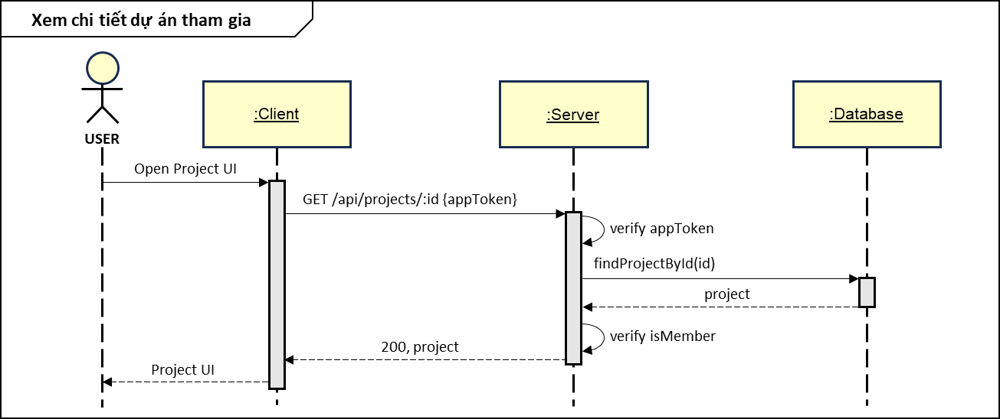 Xem chi tiết dự án tham gia
USER
:Client
:Server
:Database
Open Project UI
GET /api/projects/:id {appToken}
verify appToken
findProjectById(id)
project
verify isMember
200, project
Project UI